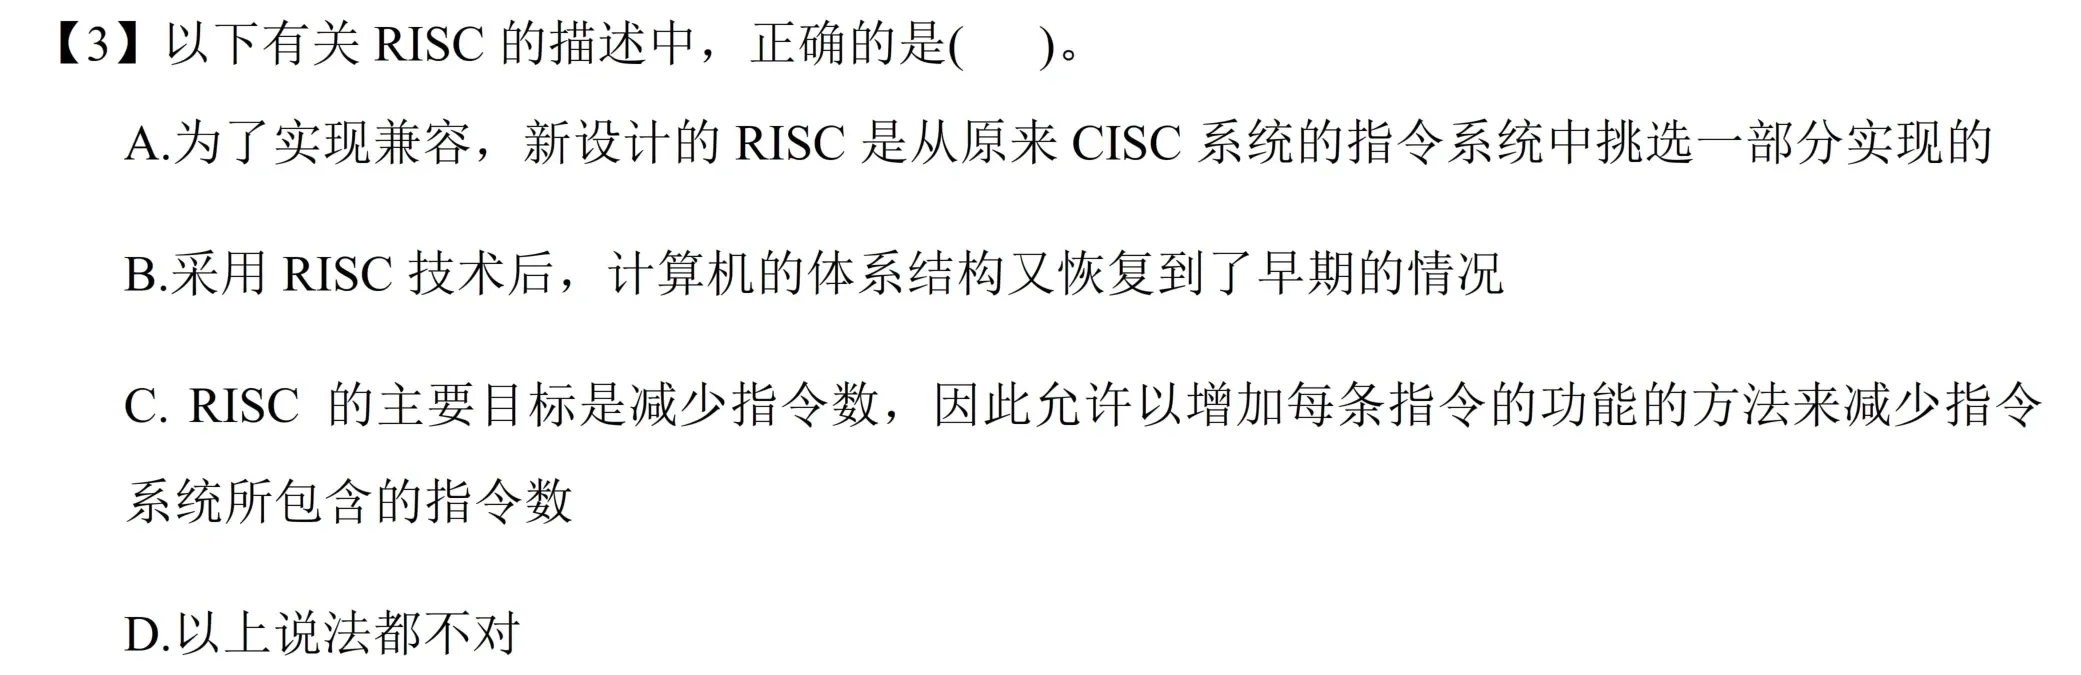 【3】以下有关 RISC 的描述中，正确的是(    )。
A.为了实现兼容，新设计的 RISC 是从原来 CISC 系统的指令系统中挑选一部分实现的
B.采用 RISC 技术后，计算机的体系结构又恢复到了早期的情况
C. RISC 的主要目标是减少指令数，因此允许以增加每条指令的功能的方法来减少指令
系统所包含的指令数
D.以上说法都不对